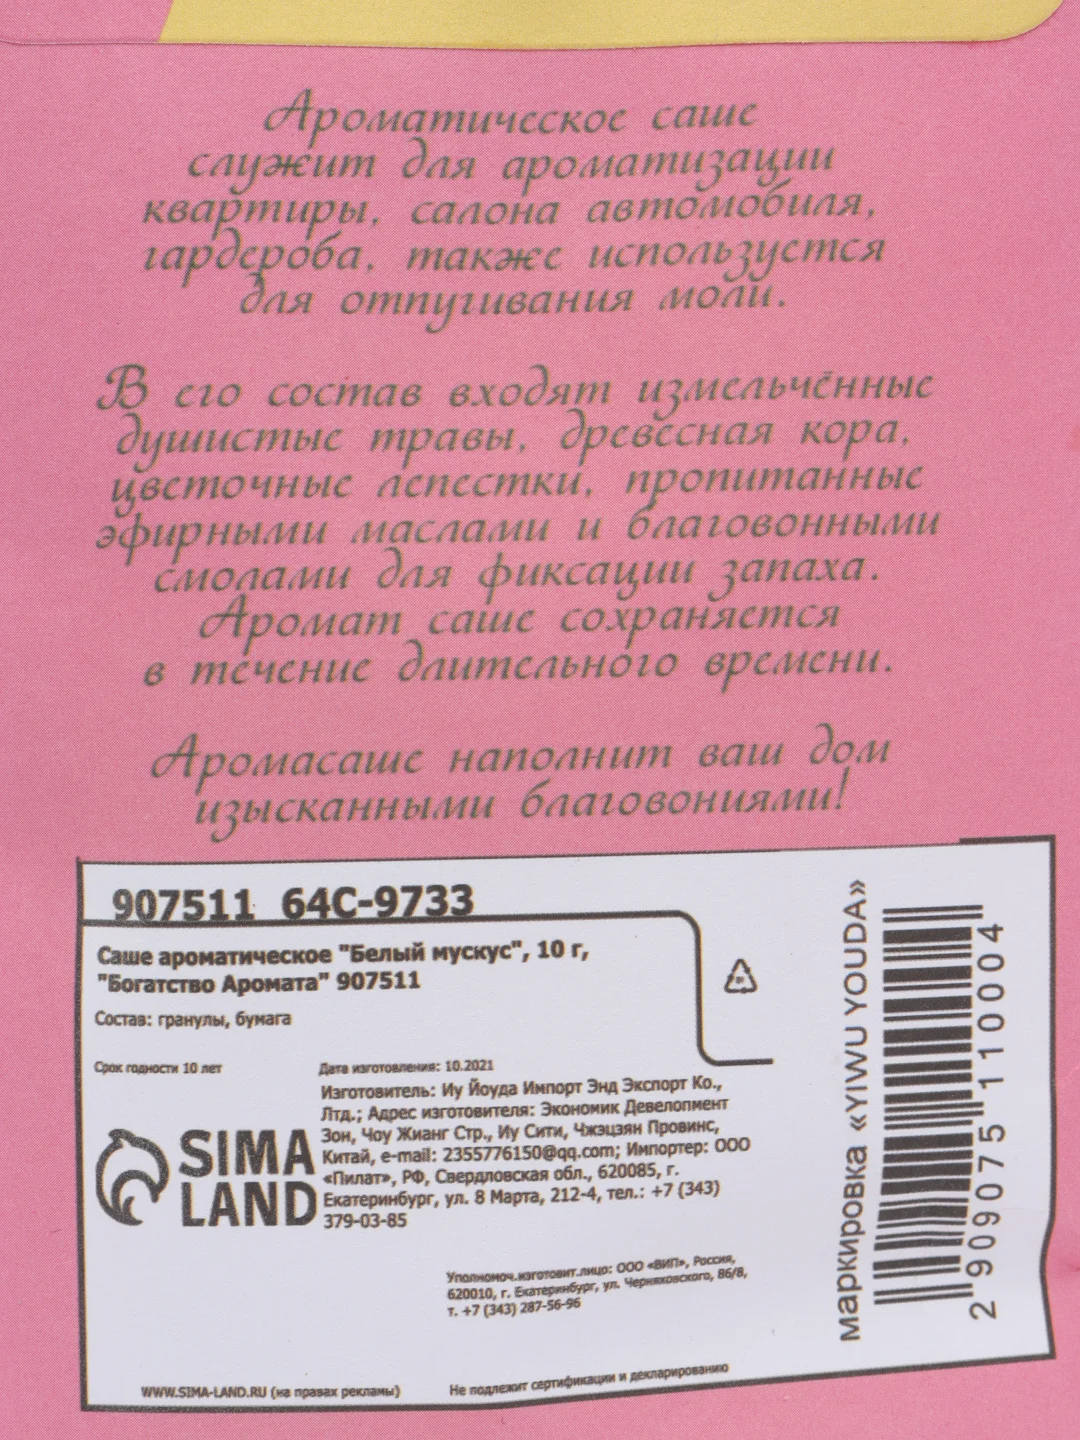 Ароматическое саше
служит для ароматизации
квартиры, салона автомобиля,
гардероба, также используется
для отпугивания моли.
В его состав входят измельчённые
душистые травы, древесная кора,
цветочные лепестки, пропитанные
эфирными маслами и благовонными
смолами для фиксации запаха.
Аромат саше сохраняется
в течение длительного времени.
Аромасаше наполнит ваш дом
изысканными благовониями!
907511 64С-9733
Саше ароматическое "Белый мускус", 10 г,
"Богатство Аромата" 907511
Состав: гранулы, бумага
Срок годности 10 лет
Дата изготовления: 10.2021
Изготовитель: Иу Йоуда Импорт Энд Экспорт Ко.,
Лтд.; Адрес изготовителя: Экономик Девелопмент
Зон, Чоу Жианг Стр., Иу Сити, Чжэцзян Провинс,
Китай, e-mail: 2355776150@qq.com; Импортер: ООО
«Пилат», РФ, Свердловская обл., 620085, г.
Екатеринбург, ул. 8 Марта, 212-4, тел.: +7 (343)
379-03-85
SIMA
LAND
Уполномоч.изготовит.лицо: ООО «ВИП», Россия,
620010, г. Екатеринбург, ул. Черняховского, 86/8,
т. +7 (343) 287-56-96
WWW.SIMA-LAND.RU (на правах рекламы)
Не подлежит сертификации и декларированию
маркировка «YIWU YOUDA»
2 909075 110004